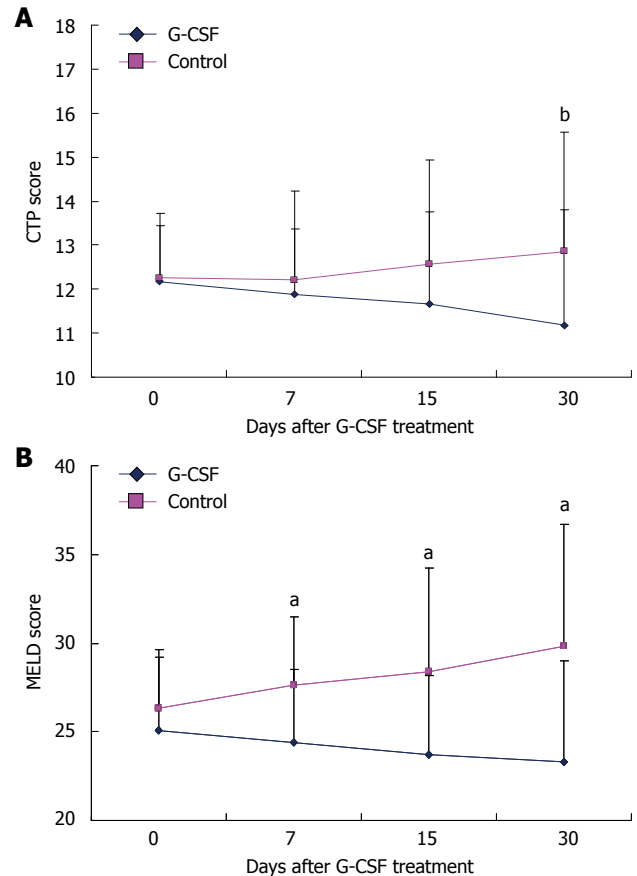 A
G-CSF
Control
18
17
16
15
14
13
12
11
10
CTP score
b
0 7 15 30
Days after G-CSF treatment
B
G-CSF
Control
40
35
30
25
20
MELD score
a a a
0 7 15 30
Days after G-CSF treatment